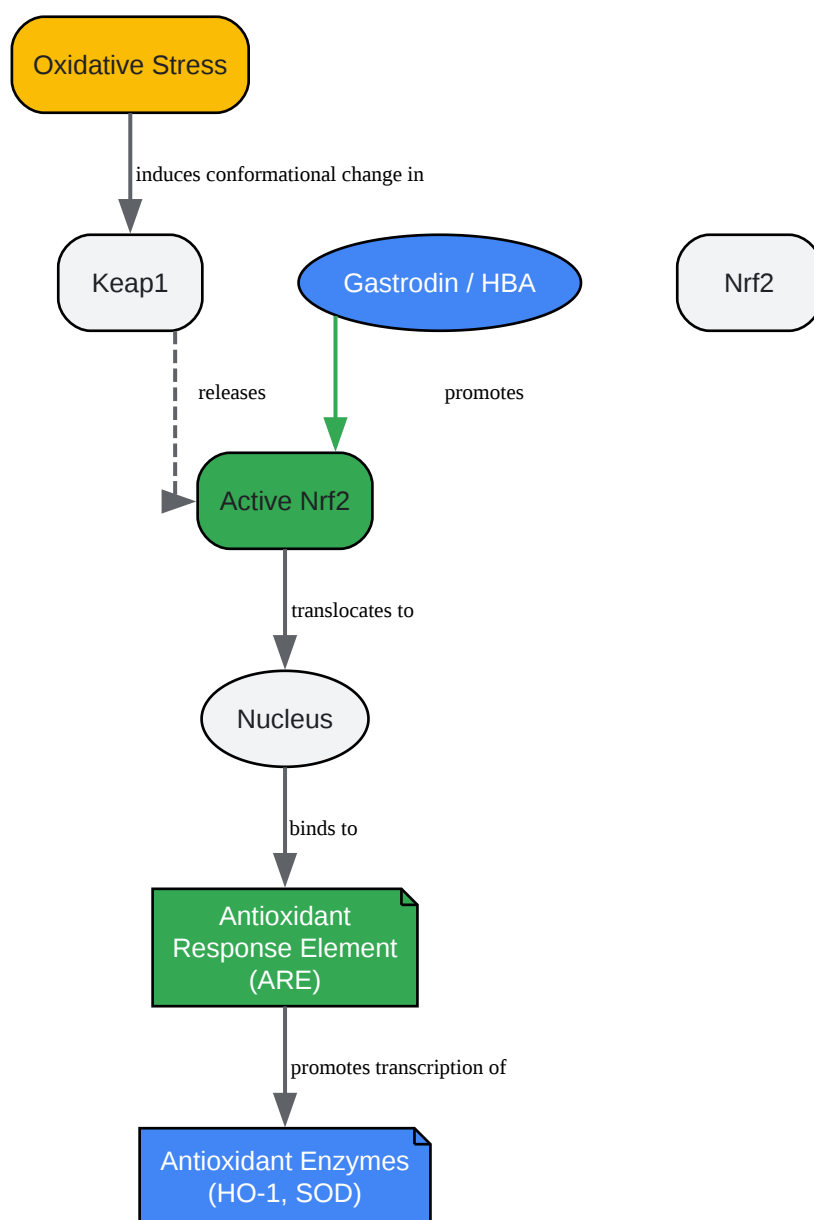 Oxidative Stress
induces conformational change in
Keap1
Gastrodin / HBA
Nrf2
releases
promotes
Active Nrf2
translocates to
Nucleus
binds to
Antioxidant
Response Element
(ARE)
promotes transcription of
Antioxidant Enzymes
(HO-1, SOD)